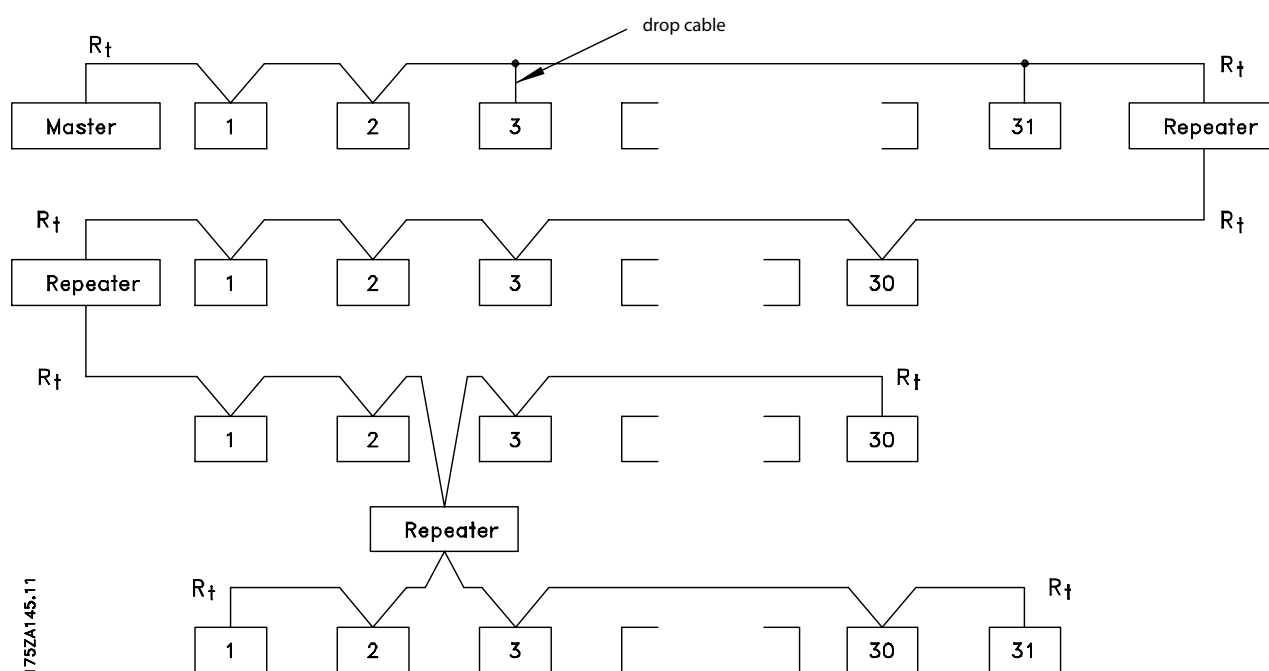 drop cable
Rt Rt
Master 1 2 3 31 Repeater
Rt Rt
Repeater 1 2 3 30
Rt Rt
1 2 3 30
Repeater
Rt Rt
1 2 3 30 31
175ZA145.11